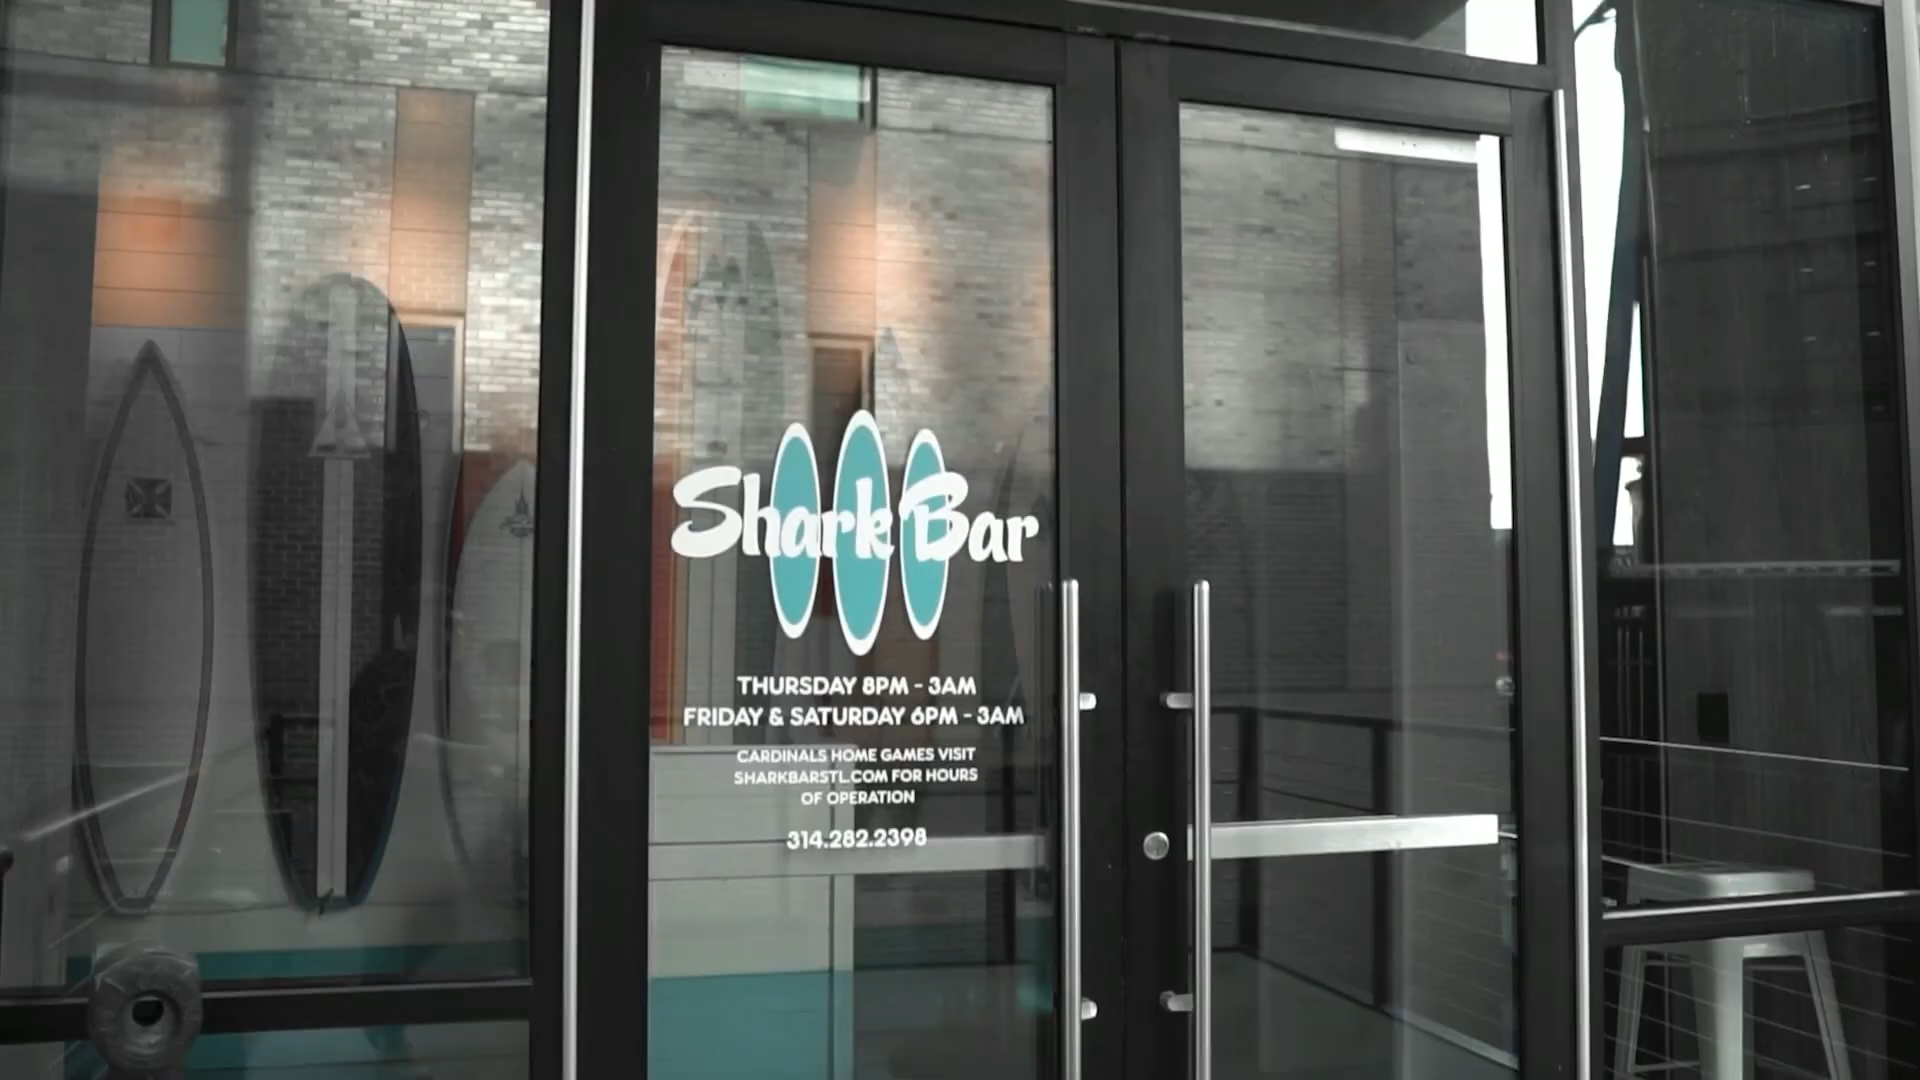 Shark Bar
THURSDAY 8PM - 3AM
FRIDAY & SATURDAY 6PM - 3AM
CARDINALS HOME GAMES VISIT
SHARKBARSTL.COM FOR HOURS
OF OPERATION
314.282.2398